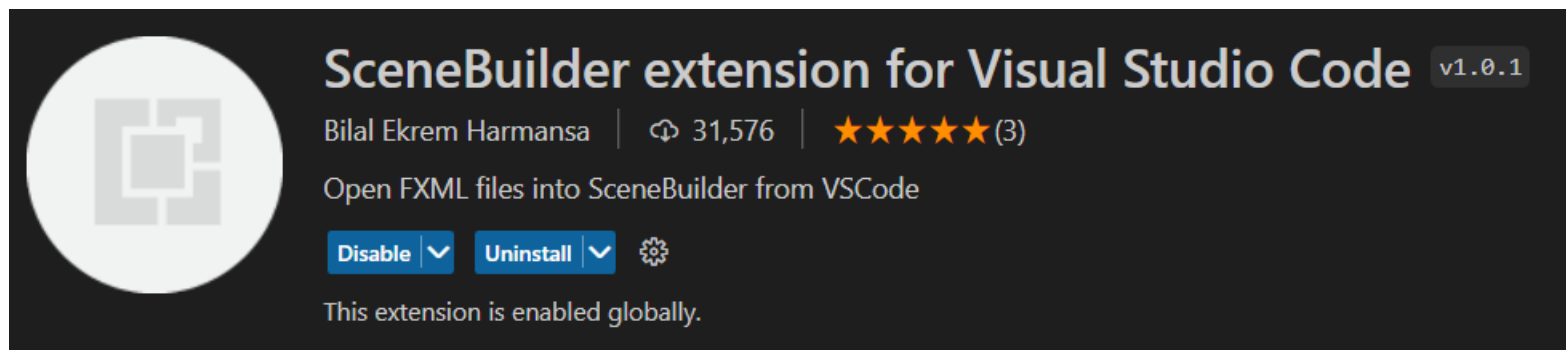 SceneBuilder extension for Visual Studio Code v1.0.1
Bilal Ekrem Harmansa 31,576 ★★★★★(3)
Open FXML files into SceneBuilder from VSCode
Disable Uninstall
This extension is enabled globally.